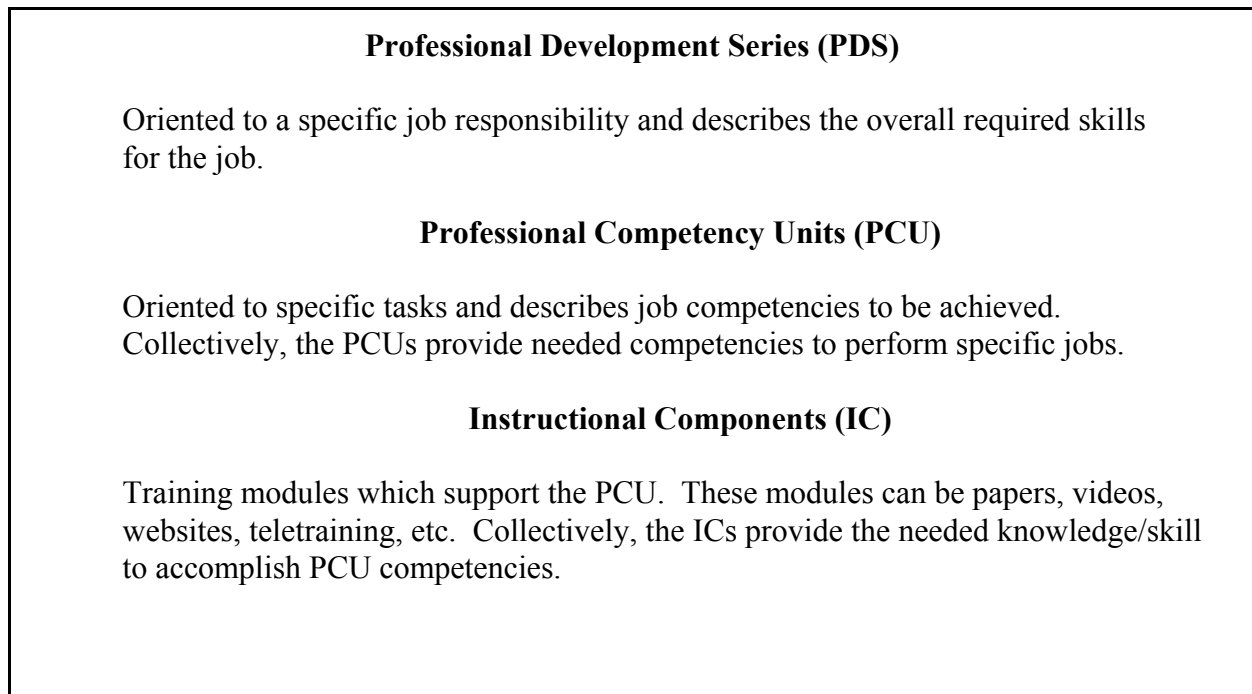 Professional Development Series (PDS)
Oriented to a specific job responsibility and describes the overall required skills
for the job.
Professional Competency Units (PCU)
Oriented to specific tasks and describes job competencies to be achieved.
Collectively, the PCUs provide needed competencies to perform specific jobs.
Instructional Components (IC)
Training modules which support the PCU.  These modules can be papers, videos,
websites, teletraining, etc.  Collectively, the ICs provide the needed knowledge/skill
to accomplish PCU competencies.